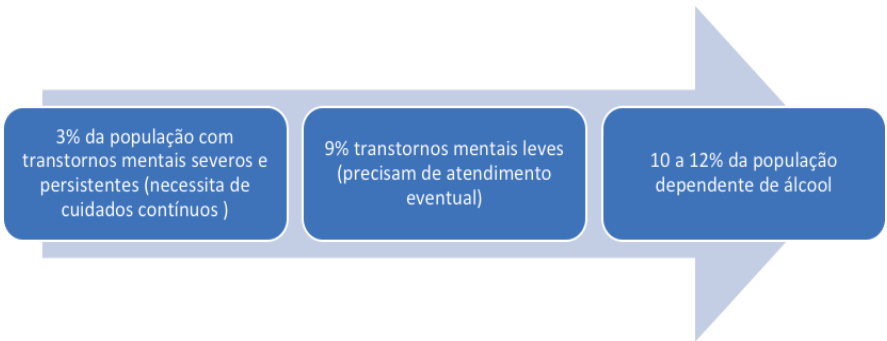 3% da população com
transtornos mentais severos e
persistentes (necessita de
cuidados contínuos )
9% transtornos mentais leves
(precisam de atendimento
eventual)
10 a 12% da população
dependente de álcool